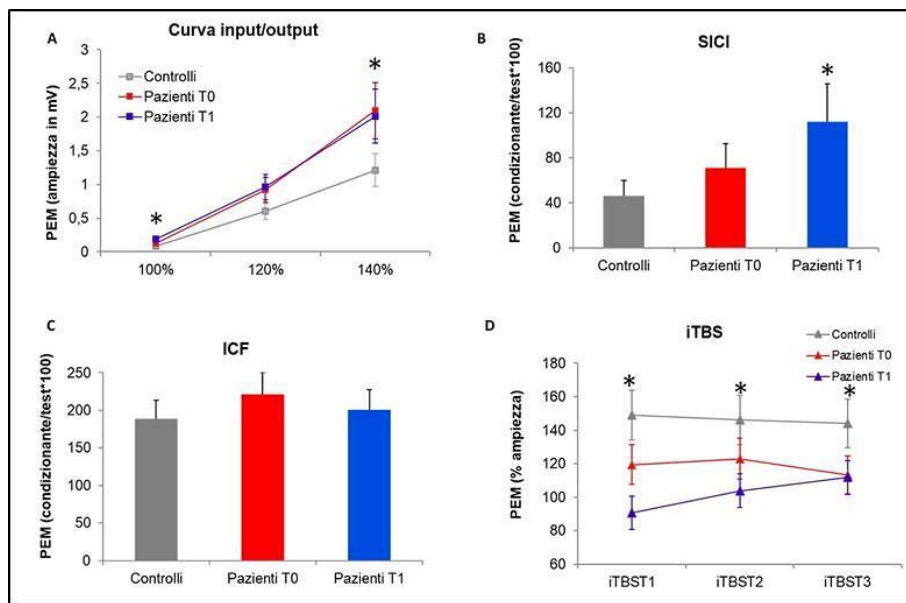 A
Curva input/output
Controlli
Pazienti T0
Pazienti T1
PEM (ampiezza in mV)
3
2,5
2
1,5
1
0,5
0
*
*
100%
120%
140%
B
SICI
PEM (condizionante/test*100)
160
120
80
40
0
*
Controlli
Pazienti T0
Pazienti T1
C
ICF
PEM (condizionante/test*100)
250
200
150
100
50
0
Controlli
Pazienti T0
Pazienti T1
D
iTBS
Controlli
Pazienti T0
Pazienti T1
PEM (% ampiezza)
180
160
140
120
100
80
60
*
*
*
iTBST1
iTBST2
iTBST3